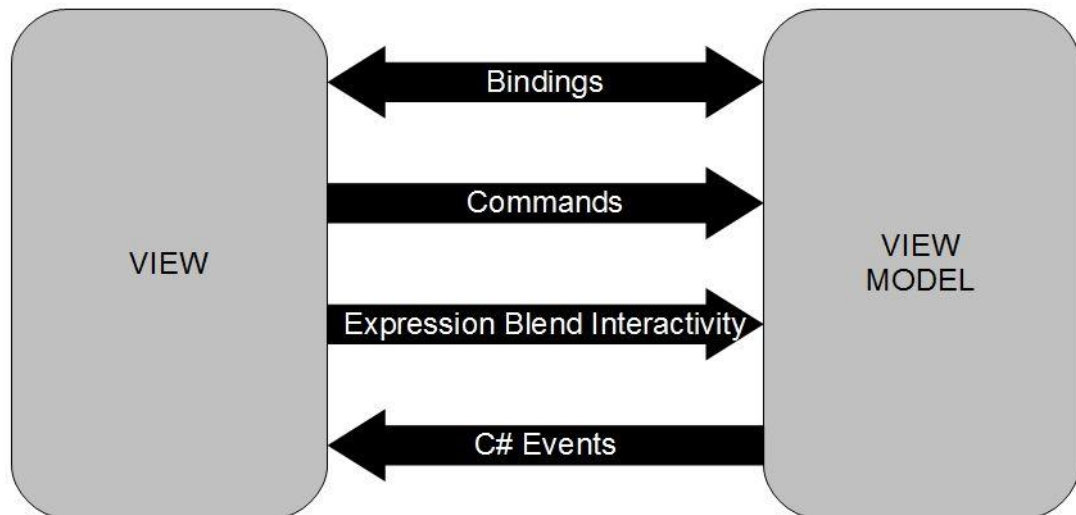 Bindings
Commands
VIEW
VIEW
MODEL
Expression Blend Interactivity
C# Events